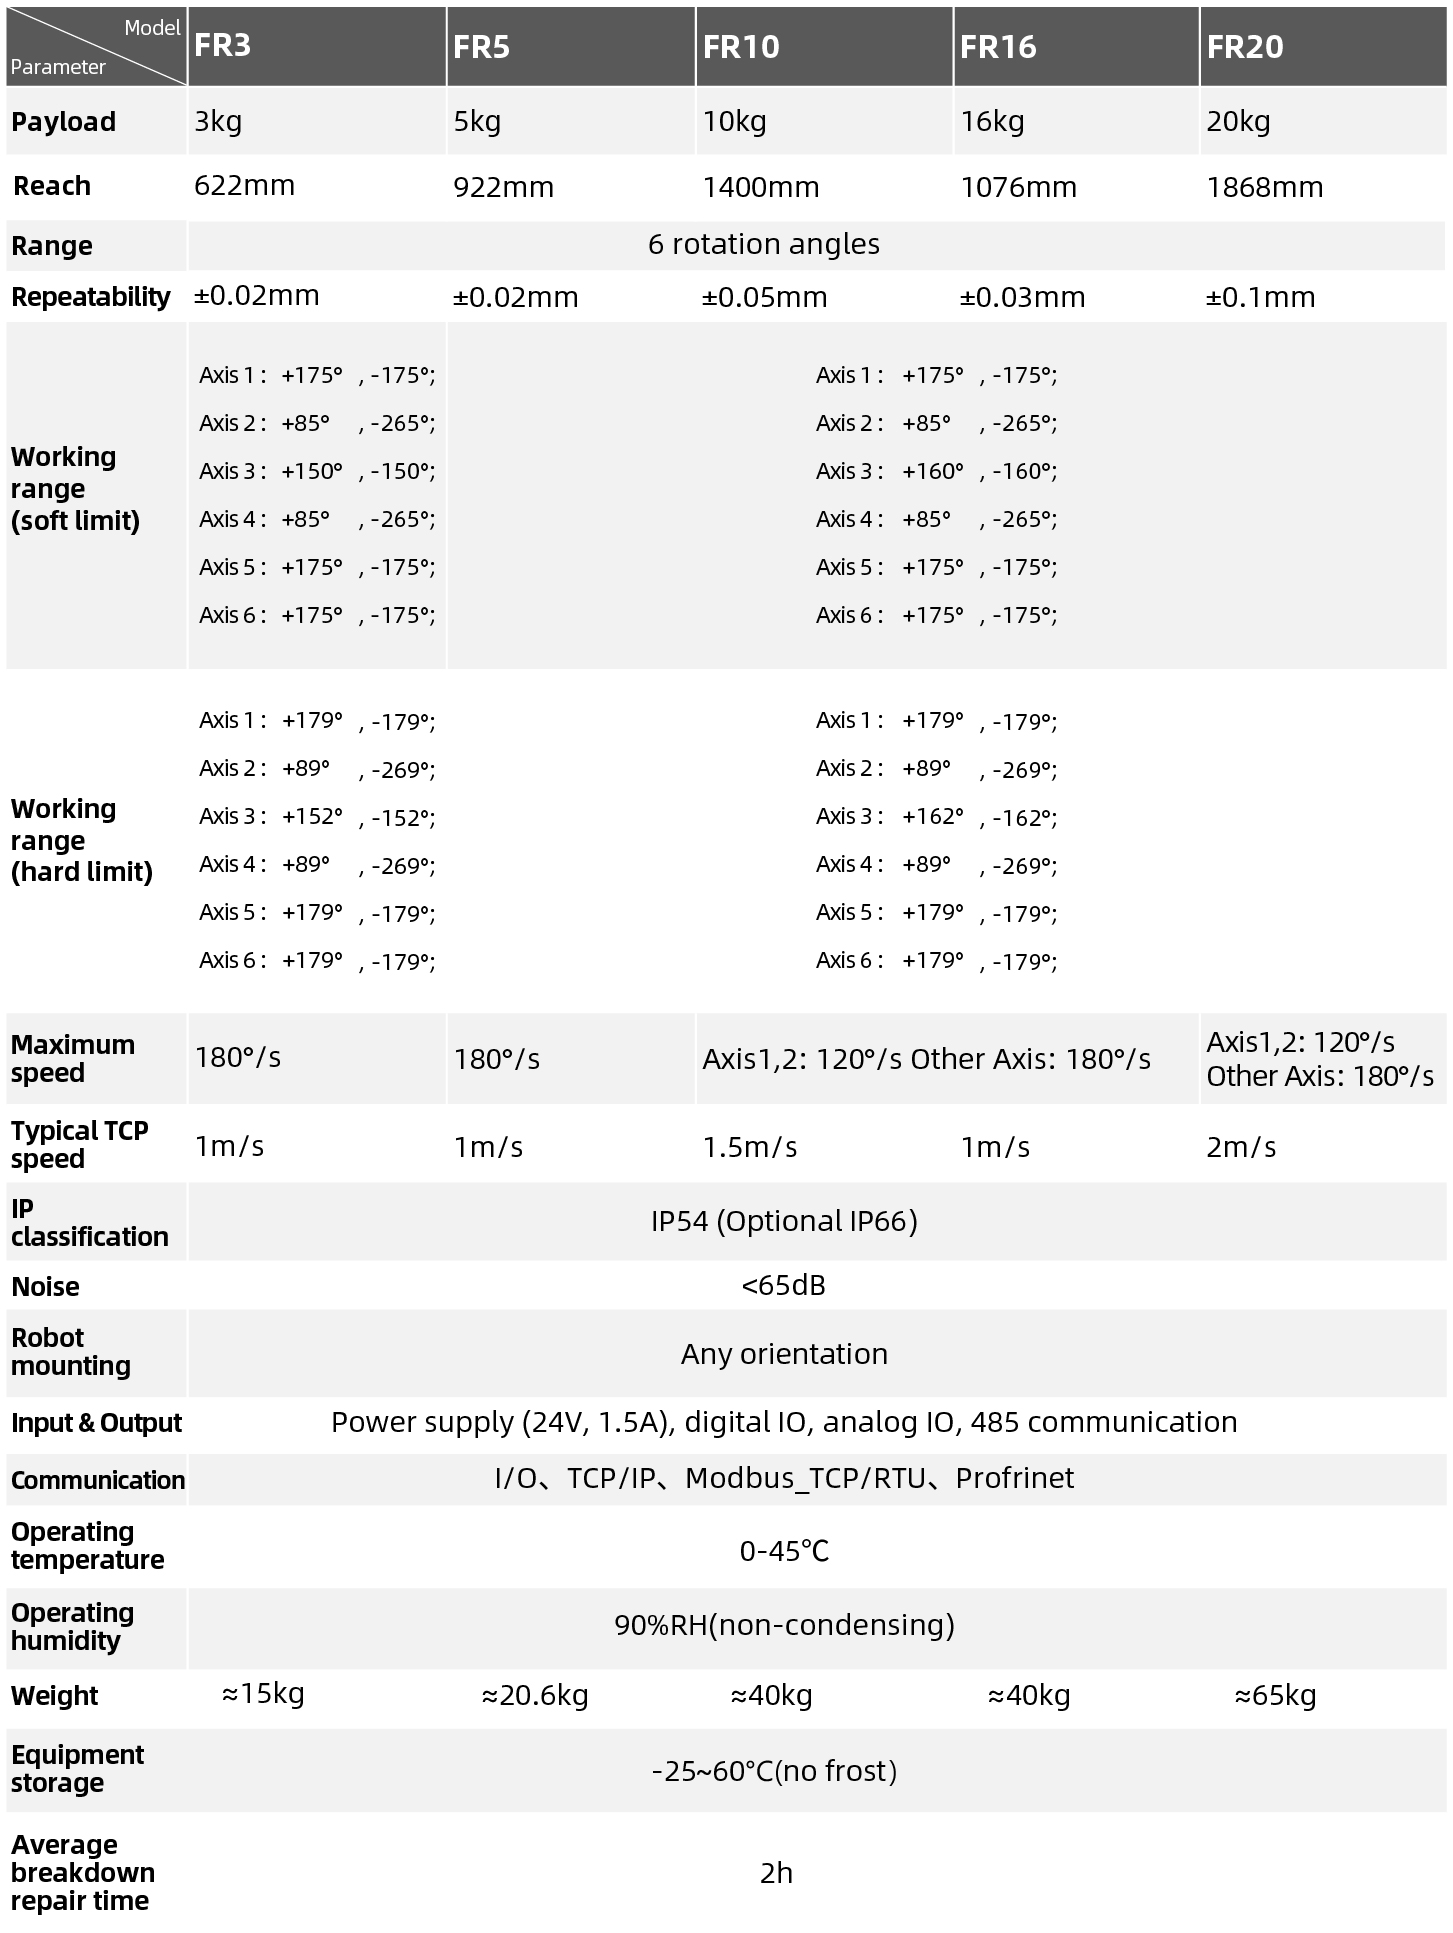 Model
Parameter
FR3 FR5 FR10 FR16 FR20
Payload 3kg 5kg 10kg 16kg 20kg
Reach 622mm 922mm 1400mm 1076mm 1868mm
Range 6 rotation angles
Repeatability ±0.02mm ±0.02mm ±0.05mm ±0.03mm ±0.1mm
Working
range
(soft limit)
Axis 1 : +175° , -175°;
Axis 2 : +85° , -265°;
Axis 3 : +150° , -150°;
Axis 4 : +85° , -265°;
Axis 5 : +175° , -175°;
Axis 6 : +175° , -175°;
Axis 1 : +175° , -175°;
Axis 2 : +85° , -265°;
Axis 3 : +160° , -160°;
Axis 4 : +85° , -265°;
Axis 5 : +175° , -175°;
Axis 6 : +175° , -175°;
Working
range
(hard limit)
Axis 1 : +179° , -179°;
Axis 2 : +89° , -269°;
Axis 3 : +152° , -152°;
Axis 4 : +89° , -269°;
Axis 5 : +179° , -179°;
Axis 6 : +179° , -179°;
Axis 1 : +179° , -179°;
Axis 2 : +89° , -269°;
Axis 3 : +162° , -162°;
Axis 4 : +89° , -269°;
Axis 5 : +179° , -179°;
Axis 6 : +179° , -179°;
Maximum
speed
180°/s 180°/s Axis1,2: 120°/s Other Axis: 180°/s
Axis1,2: 120°/s
Other Axis: 180°/s
Typical TCP
speed
1m/s 1m/s 1.5m/s 1m/s 2m/s
IP
classification
IP54 (Optional IP66)
Noise <65dB
Robot
mounting
Any orientation
Input & Output Power supply (24V, 1.5A), digital IO, analog IO, 485 communication
Communication I/O、TCP/IP、Modbus_TCP/RTU、Profrinet
Operating
temperature
0-45℃
Operating
humidity
90%RH(non-condensing)
Weight ≈15kg ≈20.6kg ≈40kg ≈40kg ≈65kg
Equipment
storage
-25~60°C(no frost)
Average
breakdown
repair time
2h